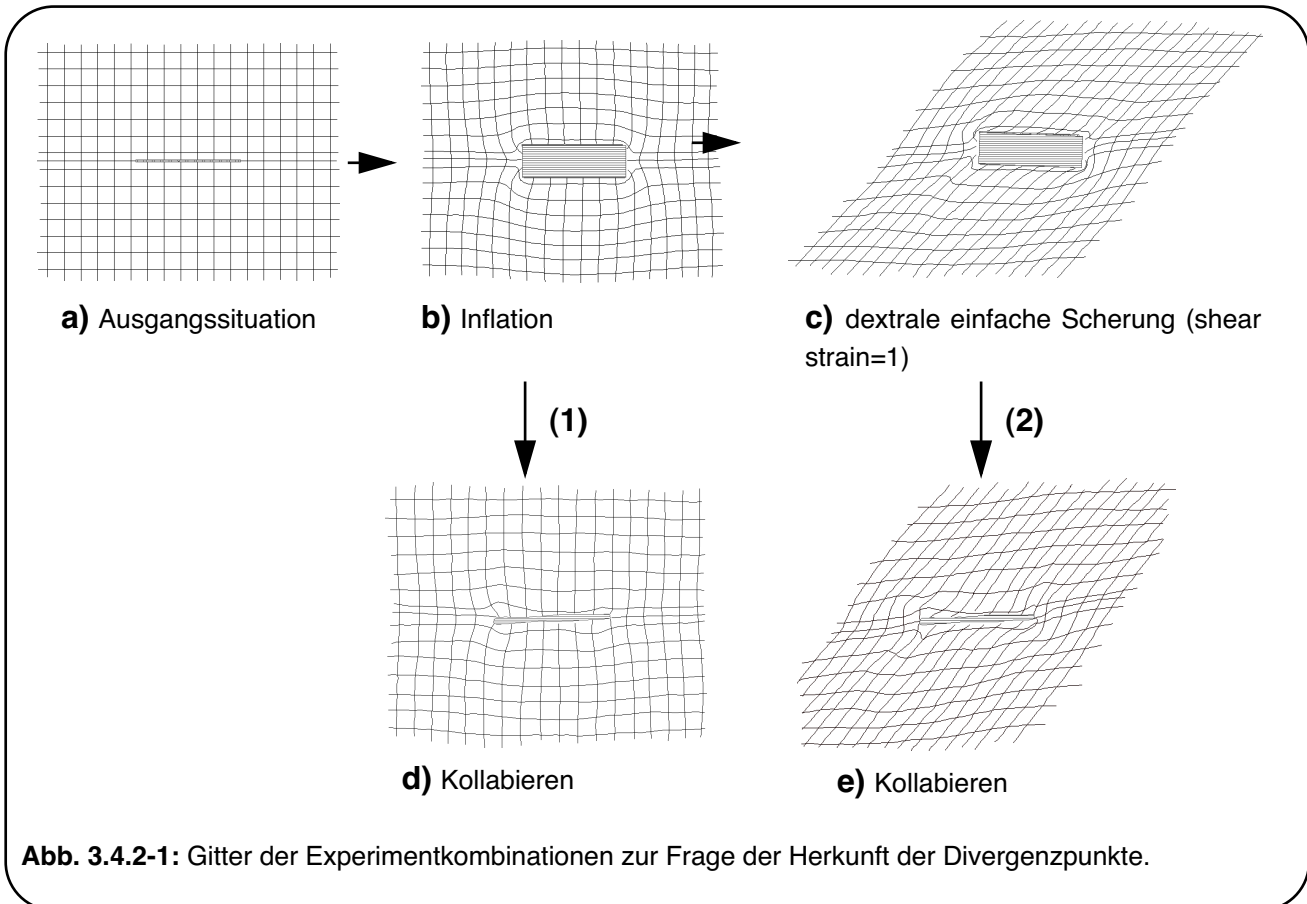 a) Ausgangssituation
b) Inflation
c) dextrale einfache Scherung (shear
strain=1)
(1)
(2)
d) Kollabieren
e) Kollabieren
Abb. 3.4.2-1: Gitter der Experimentkombinationen zur Frage der Herkunft der Divergenzpunkte.